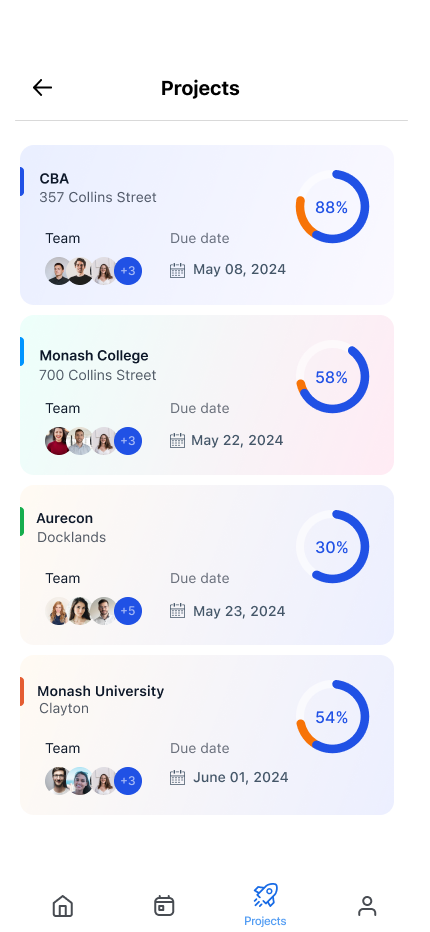 Projects
CBA
357 Collins Street
88%
Team
Due date
+3
May 08, 2024
Monash College
700 Collins Street
58%
Team
Due date
+3
May 22, 2024
Aurecon
Docklands
30%
Team
Due date
+5
May 23, 2024
Monash University
Clayton
54%
Team
Due date
+3
June 01, 2024
Projects